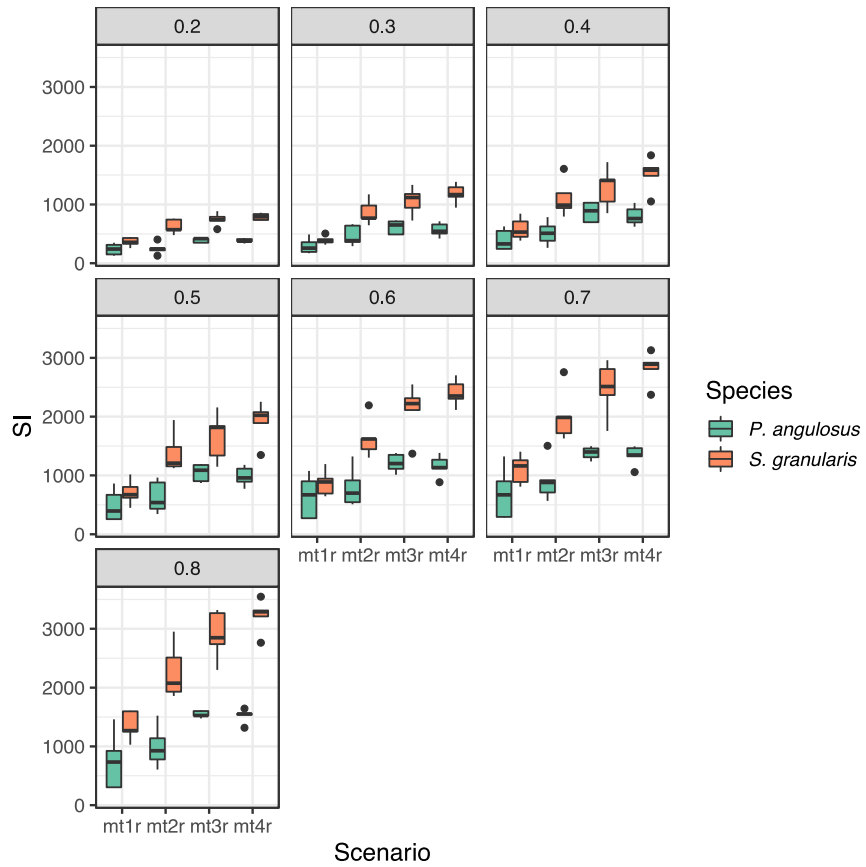 0.2 0.3 0.4
3000
2000
1000
0
0.5 0.6 0.7
3000
2000
1000
0
mt1r mt2r mt3r mt4r mt1r mt2r mt3r mt4r
0.8
3000
2000
1000
0
mt1r mt2r mt3r mt4r
SI
Scenario
Species
P. angulosus
S. granularis